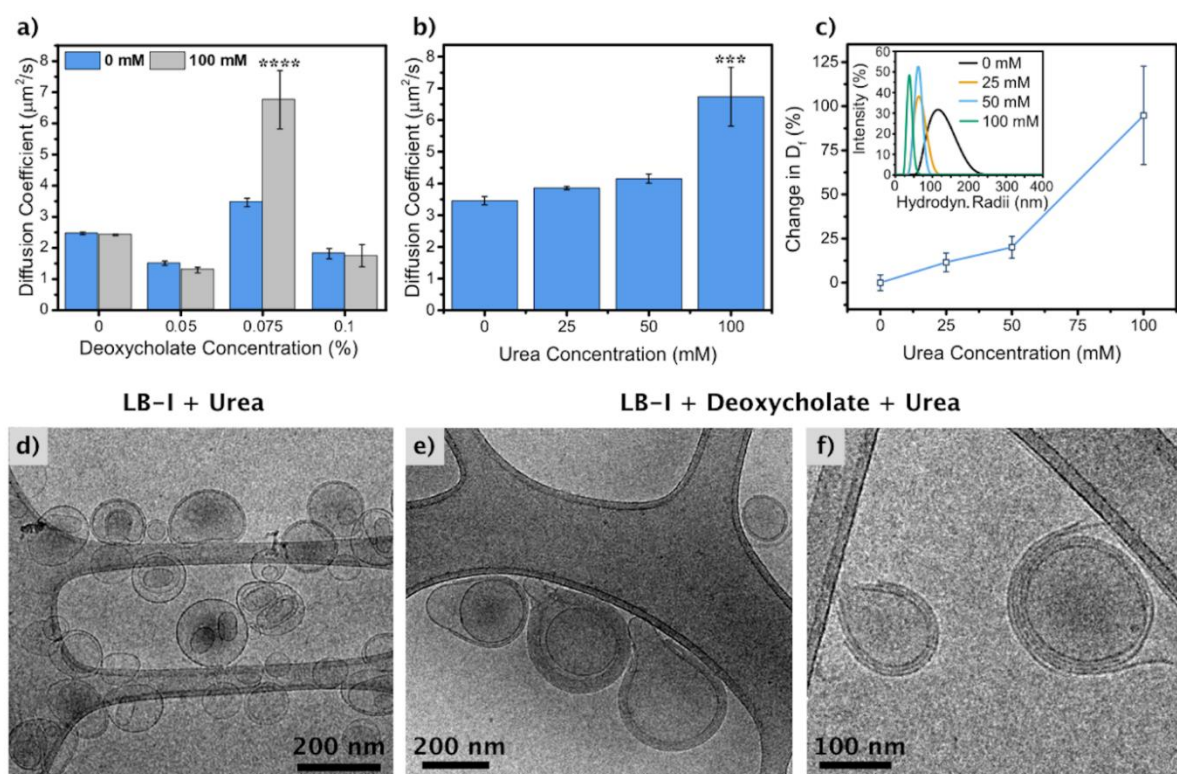 a)
0 mM 100 mM
****
Diffusion Coefficient (μm²/s)
8
7
6
5
4
3
2
1
0
0 0.05 0.075 0.1
Deoxycholate Concentration (%)
b)
***
Diffusion Coefficient (μm²/s)
8
7
6
5
4
3
2
1
0
0 25 50 100
Urea Concentration (mM)
c)
Change in Df (%)
125
100
75
50
25
0
0 25 50 75 100
Urea Concentration (mM)
Intensity (%)
60
50
40
30
20
10
0
0 mM
25 mM
50 mM
100 mM
0 100 200 300 400
Hydrodyn. Radii (nm)
LB-I + Urea
LB-I + Deoxycholate + Urea
d)
200 nm
e)
200 nm
f)
100 nm